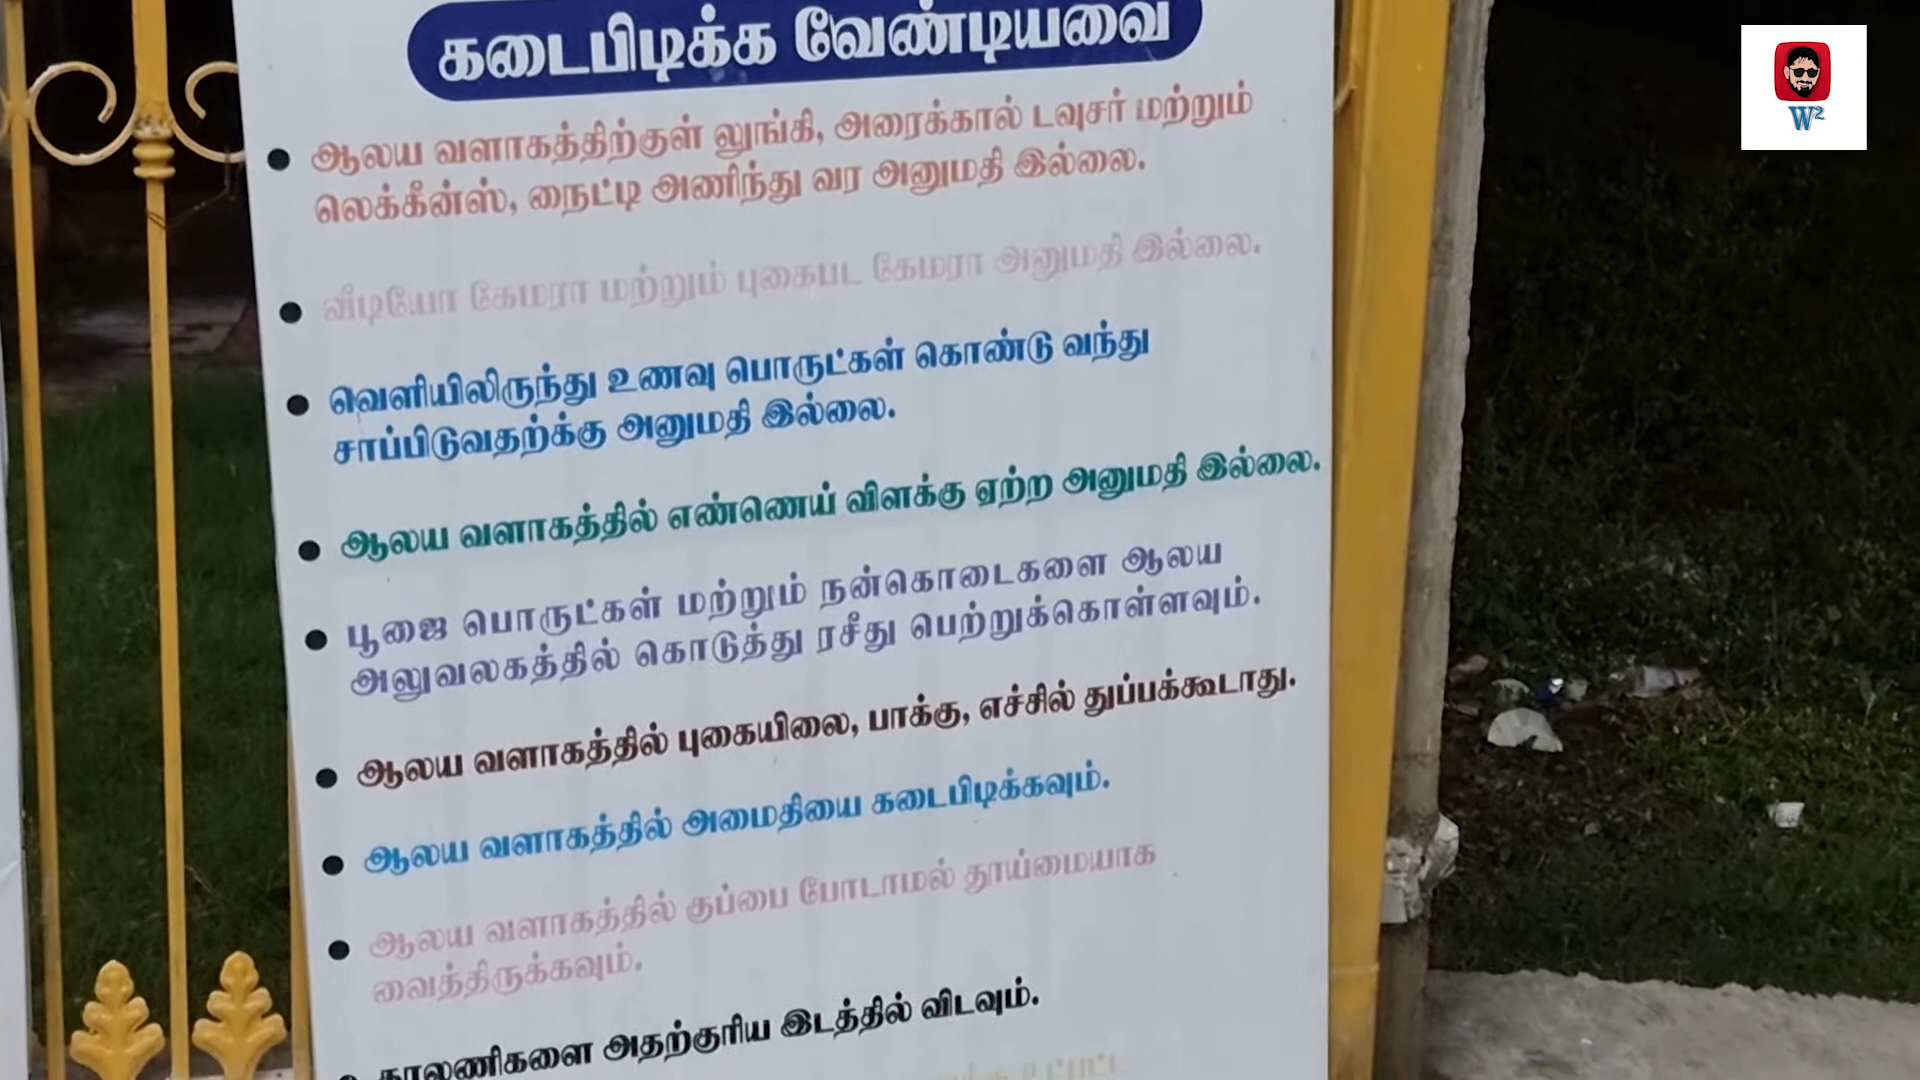 கடைபிடிக்க வேண்டியவை
W2
ஆலய வளாகத்திற்குள் லுங்கி, அரைக்கால் டவுசர் மற்றும்
லெக்கீன்ஸ், நைட்டி அணிந்து வர அனுமதி இல்லை.
வீடியோ கேமரா மற்றும் புகைபட கேமரா அனுமதி இல்லை.
வெளியிலிருந்து உணவு பொருட்கள் கொண்டு வந்து
சாப்பிடுவதற்க்கு அனுமதி இல்லை.
ஆலய வளாகத்தில் எண்ணெய் விளக்கு ஏற்ற அனுமதி இல்லை.
பூஜை பொருட்கள் மற்றும் நன்கொடைகளை ஆலய
அலுவலகத்தில் கொடுத்து ரசீது பெற்றுக்கொள்ளவும்.
ஆலய வளாகத்தில் புகையிலை, பாக்கு, எச்சில் துப்பக்கூடாது.
ஆலய வளாகத்தில் அமைதியை கடைபிடிக்கவும்.
ஆலய வளாகத்தில் குப்பை போடாமல் தூய்மையாக
வைத்திருக்கவும்.
காலணிகளை அதற்குரிய இடத்தில் விடவும்.